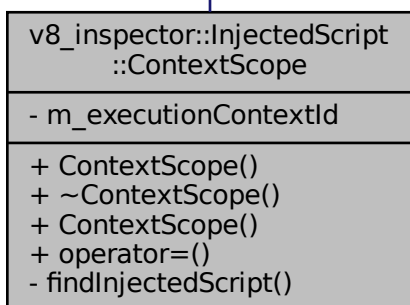 v8_inspector::InjectedScript
::ContextScope
- m_executionContextId
+ ContextScope()
+ ~ContextScope()
+ ContextScope()
+ operator=()
- findInjectedScript()